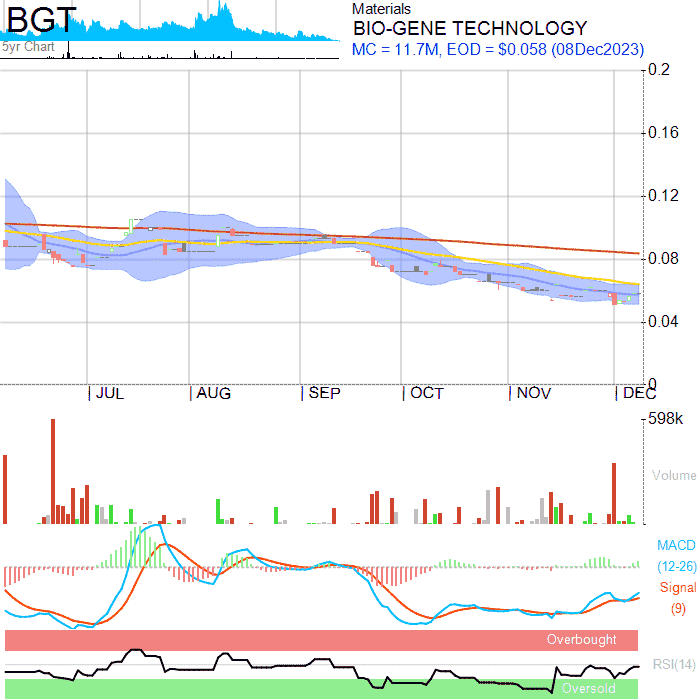 BGT
5yr Chart
Materials
BIO-GENE TECHNOLOGY
MC = 11.7M, EOD = $0.058 (08Dec2023)
0.2
0.16
0.12
0.08
0.04
0
JUL AUG SEP OCT NOV DEC
598k
Volume
MACD
(12-26)
Signal
(9)
Overbought
RSI(14)
Oversold